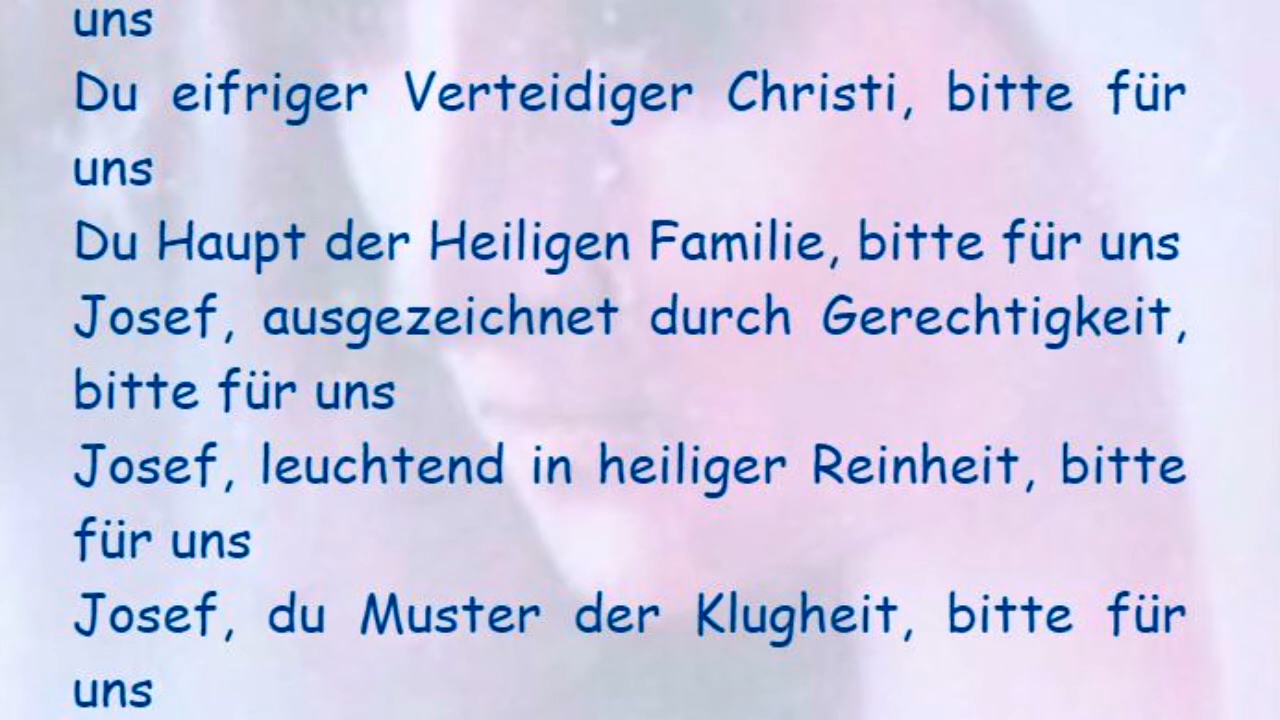 uns
Du eifriger Verteidiger Christi, bitte für
uns
Du Haupt der Heiligen Familie, bitte für uns
Josef, ausgezeichnet durch Gerechtigkeit,
bitte für uns
Josef, leuchtend in heiliger Reinheit, bitte
für uns
Josef, du Muster der Klugheit, bitte für
uns